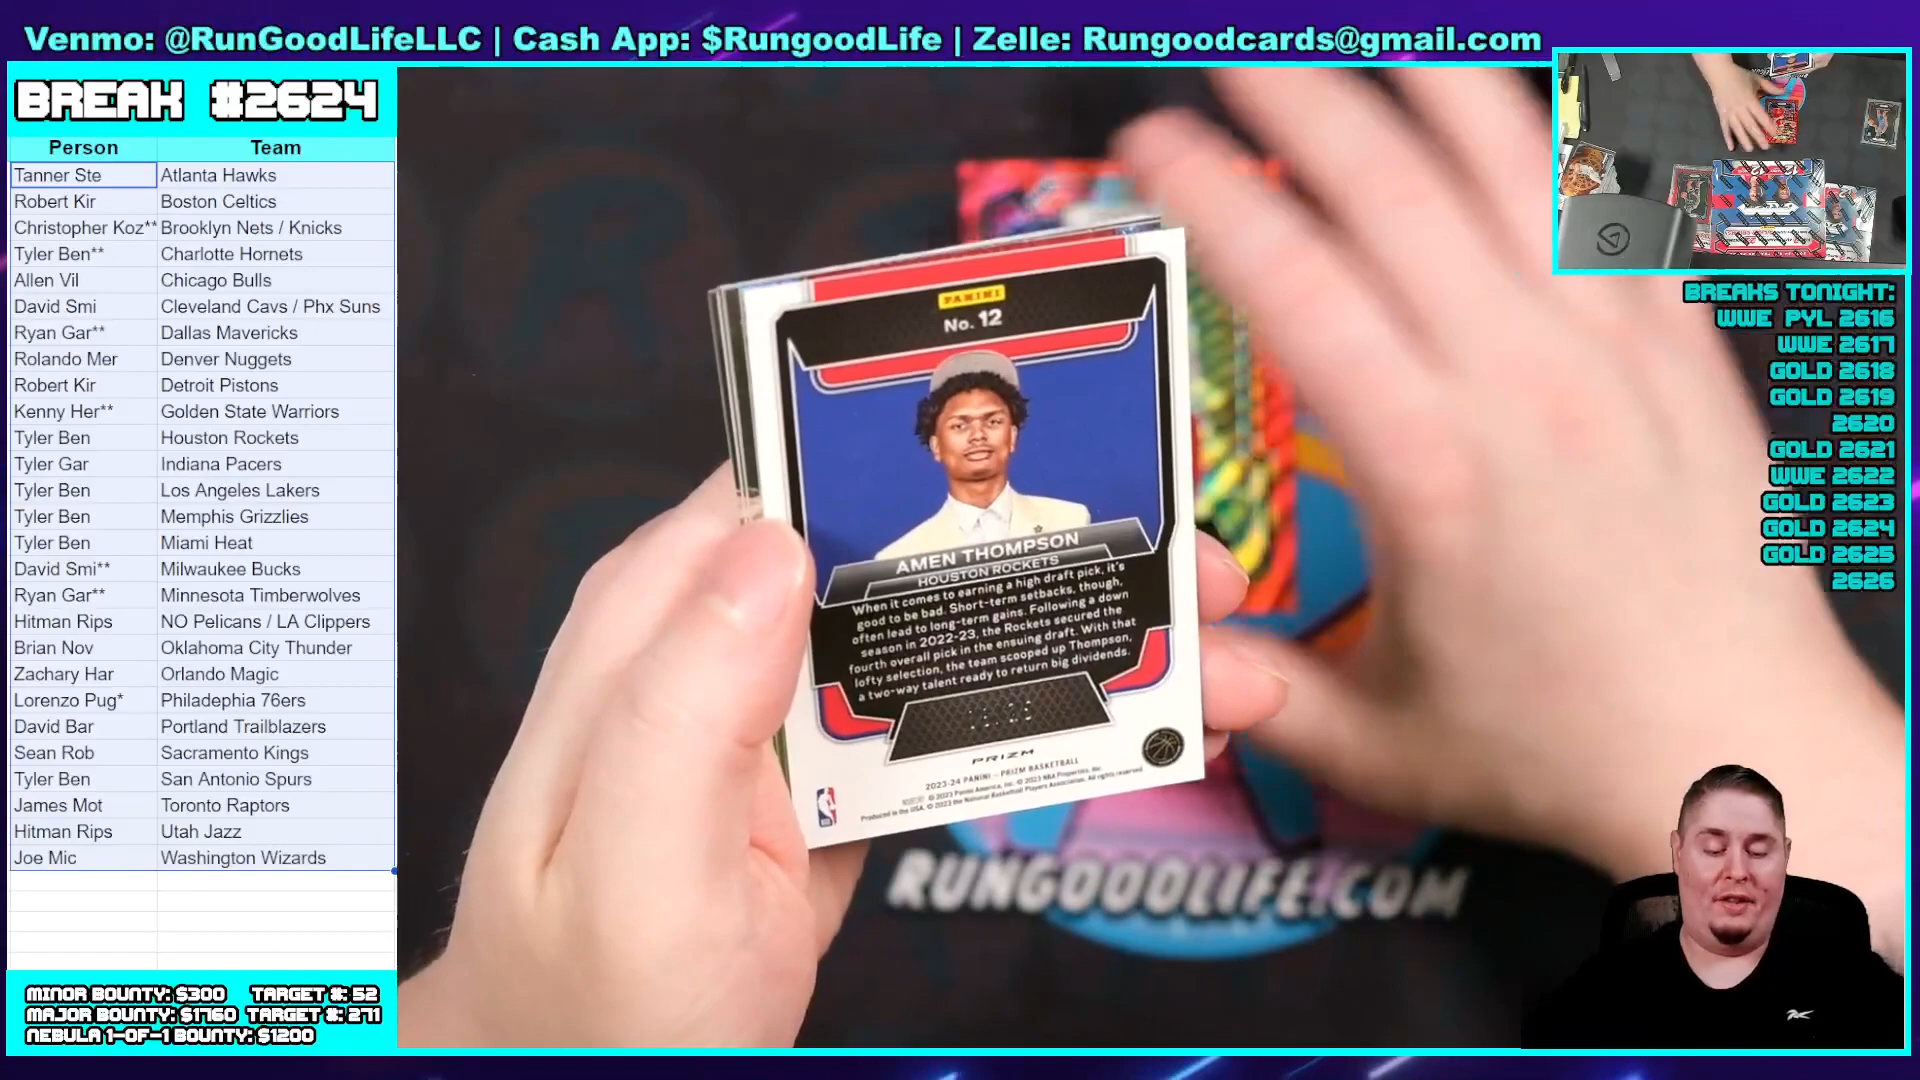 Venmo: @RunGoodLifeLLC | Cash App: $RungoodLife | Zelle: Rungoodcards@gmail.com
BREAK #2624
Person Team
Tanner Ste Atlanta Hawks
Robert Kir Boston Celtics
Christopher Koz** Brooklyn Nets / Knicks
Tyler Ben** Charlotte Hornets
Allen Vil Chicago Bulls
David Smi Cleveland Cavs / Phx Suns
Ryan Gar** Dallas Mavericks
Rolando Mer Denver Nuggets
Robert Kir Detroit Pistons
Kenny Her** Golden State Warriors
Tyler Ben Houston Rockets
Tyler Gar Indiana Pacers
Tyler Ben Los Angeles Lakers
Tyler Ben Memphis Grizzlies
Tyler Ben Miami Heat
David Smi** Milwaukee Bucks
Ryan Gar** Minnesota Timberwolves
Hitman Rips NO Pelicans / LA Clippers
Brian Nov Oklahoma City Thunder
Zachary Har Orlando Magic
Lorenzo Pug* Philadephia 76ers
David Bar Portland Trailblazers
Sean Rob Sacramento Kings
Tyler Ben San Antonio Spurs
James Mot Toronto Raptors
Hitman Rips Utah Jazz
Joe Mic Washington Wizards
MINOR BOUNTY: $300 TARGET #: 52
MAJOR BOUNTY: $1760 TARGET #: 271
NEBULA 1-OF-1 BOUNTY: $1200
PANINI
No. 12
AMEN THOMPSON
HOUSTON ROCKETS
When it comes to earning a high draft pick, it's
good to be bad. Short-term setbacks, though,
often lead to long-term gains. Following a down
season in 2022-23, the Rockets secured the
fourth overall pick in the ensuing draft. With that
lofty selection, the team scooped up Thompson,
a two-way talent ready to return big dividends.
PRIZM
2023-24 PANINI – PRIZM BASKETBALL
RUNGOODLIFE.COM
BREAKS TONIGHT:
WWE PYL 2616
WWE 2617
GOLD 2618
GOLD 2619
2620
GOLD 2621
WWE 2622
GOLD 2623
GOLD 2624
GOLD 2625
2626